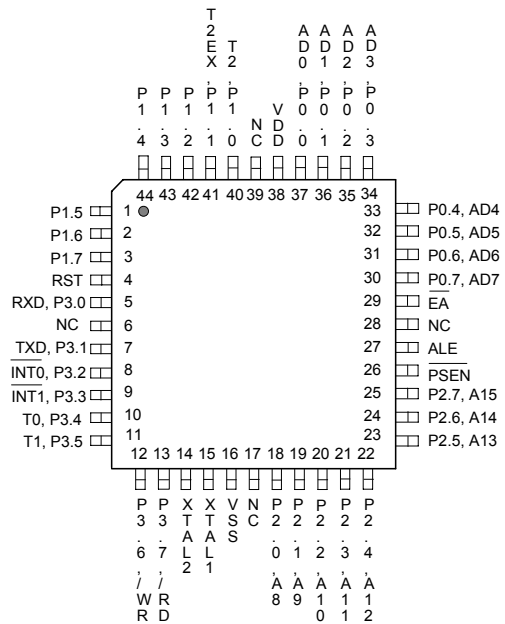 P1.4
P1.3
P1.2
T2EX,P1.1
T2,P1.0
NC
VDD
AD0,P0.0
AD1,P0.1
AD2,P0.2
AD3,P0.3
44 43 42 41 40 39 38 37 36 35 34
P1.5 1
P1.6 2
P1.7 3
RST 4
RXD, P3.0 5
NC 6
TXD, P3.1 7
INT0, P3.2 8
INT1, P3.3 9
T0, P3.4 10
T1, P3.5 11
33 P0.4, AD4
32 P0.5, AD5
31 P0.6, AD6
30 P0.7, AD7
29 EA
28 NC
27 ALE
26 PSEN
25 P2.7, A15
24 P2.6, A14
23 P2.5, A13
12 13 14 15 16 17 18 19 20 21 22
P3.6,/WR
P3.7,/RD
XTAL2
XTAL1
VSS
NC
P2.0,A8
P2.1,A9
P2.2,A10
P2.3,A11
P2.4,A12